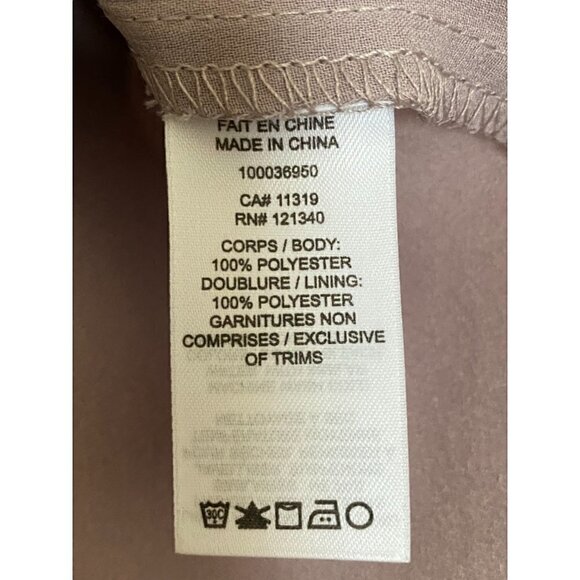 FAIT EN CHINE
MADE IN CHINA
100036950
CA# 11319
RN# 121340
CORPS / BODY:
100% POLYESTER
DOUBLURE / LINING:
100% POLYESTER
GARNITURES NON
COMPRISES / EXCLUSIVE
OF TRIMS
30C